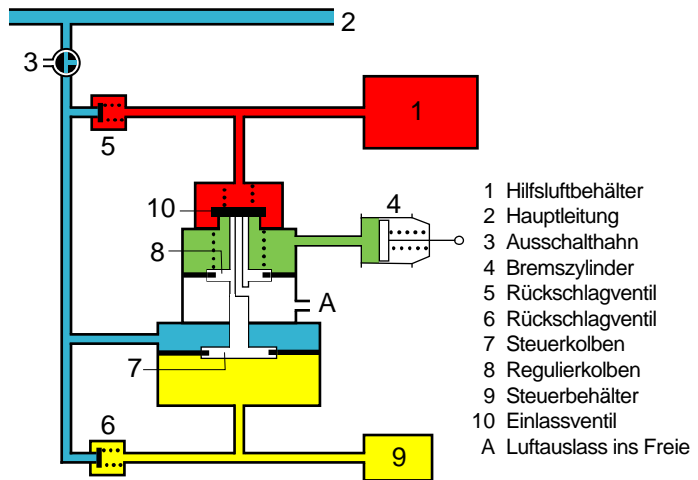 2
3
1
5
10
4
8
A
7
6
9
1 Hilfsluftbehälter
2 Hauptleitung
3 Ausschalthahn
4 Bremszylinder
5 Rückschlagventil
6 Rückschlagventil
7 Steuerkolben
8 Regulierkolben
9 Steuerbehälter
10 Einlassventil
A Luftauslass ins Freie